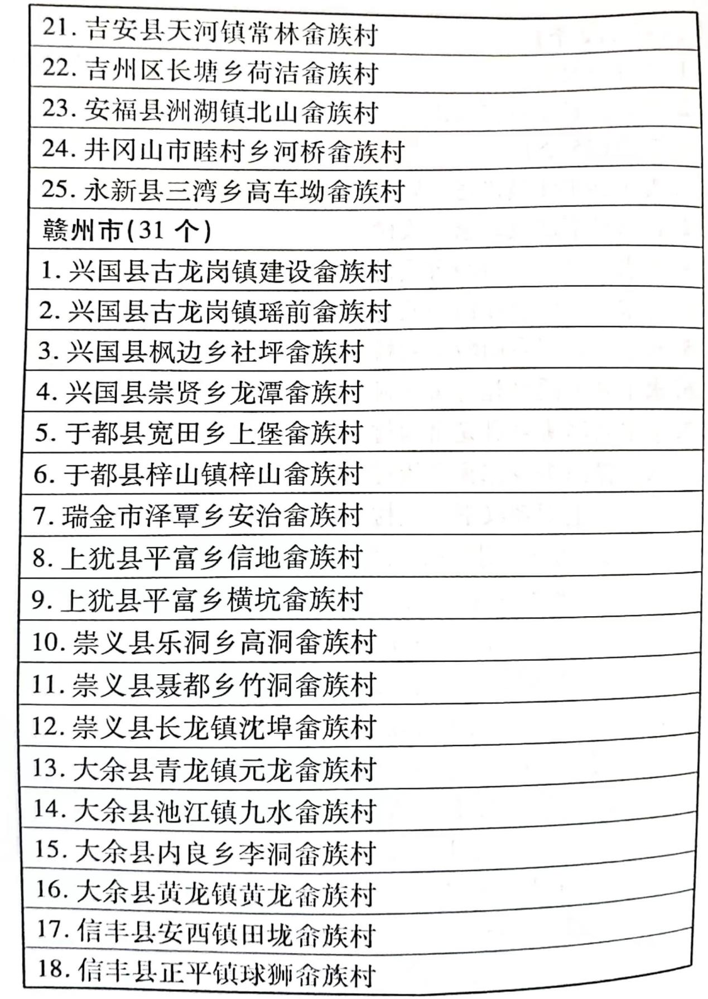 21. 吉安县天河镇常林畲族村
22. 吉州区长塘乡荷洁畲族村
23. 安福县洲湖镇北山畲族村
24. 井冈山市睦村乡河桥畲族村
25. 永新县三湾乡高车坳畲族村
赣州市(31 个)
1. 兴国县古龙岗镇建设畲族村
2. 兴国县古龙岗镇瑶前畲族村
3. 兴国县枫边乡社坪畲族村
4. 兴国县崇贤乡龙潭畲族村
5. 于都县宽田乡上堡畲族村
6. 于都县梓山镇梓山畲族村
7. 瑞金市泽覃乡安治畲族村
8. 上犹县平富乡信地畲族村
9. 上犹县平富乡横坑畲族村
10. 崇义县乐洞乡高洞畲族村
11. 崇义县聂都乡竹洞畲族村
12. 崇义县长龙镇沈埠畲族村
13. 大余县青龙镇元龙畲族村
14. 大余县池江镇九水畲族村
15. 大余县内良乡李洞畲族村
16. 大余县黄龙镇黄龙畲族村
17. 信丰县安西镇田垅畲族村
18. 信丰县正平镇球狮畲族村